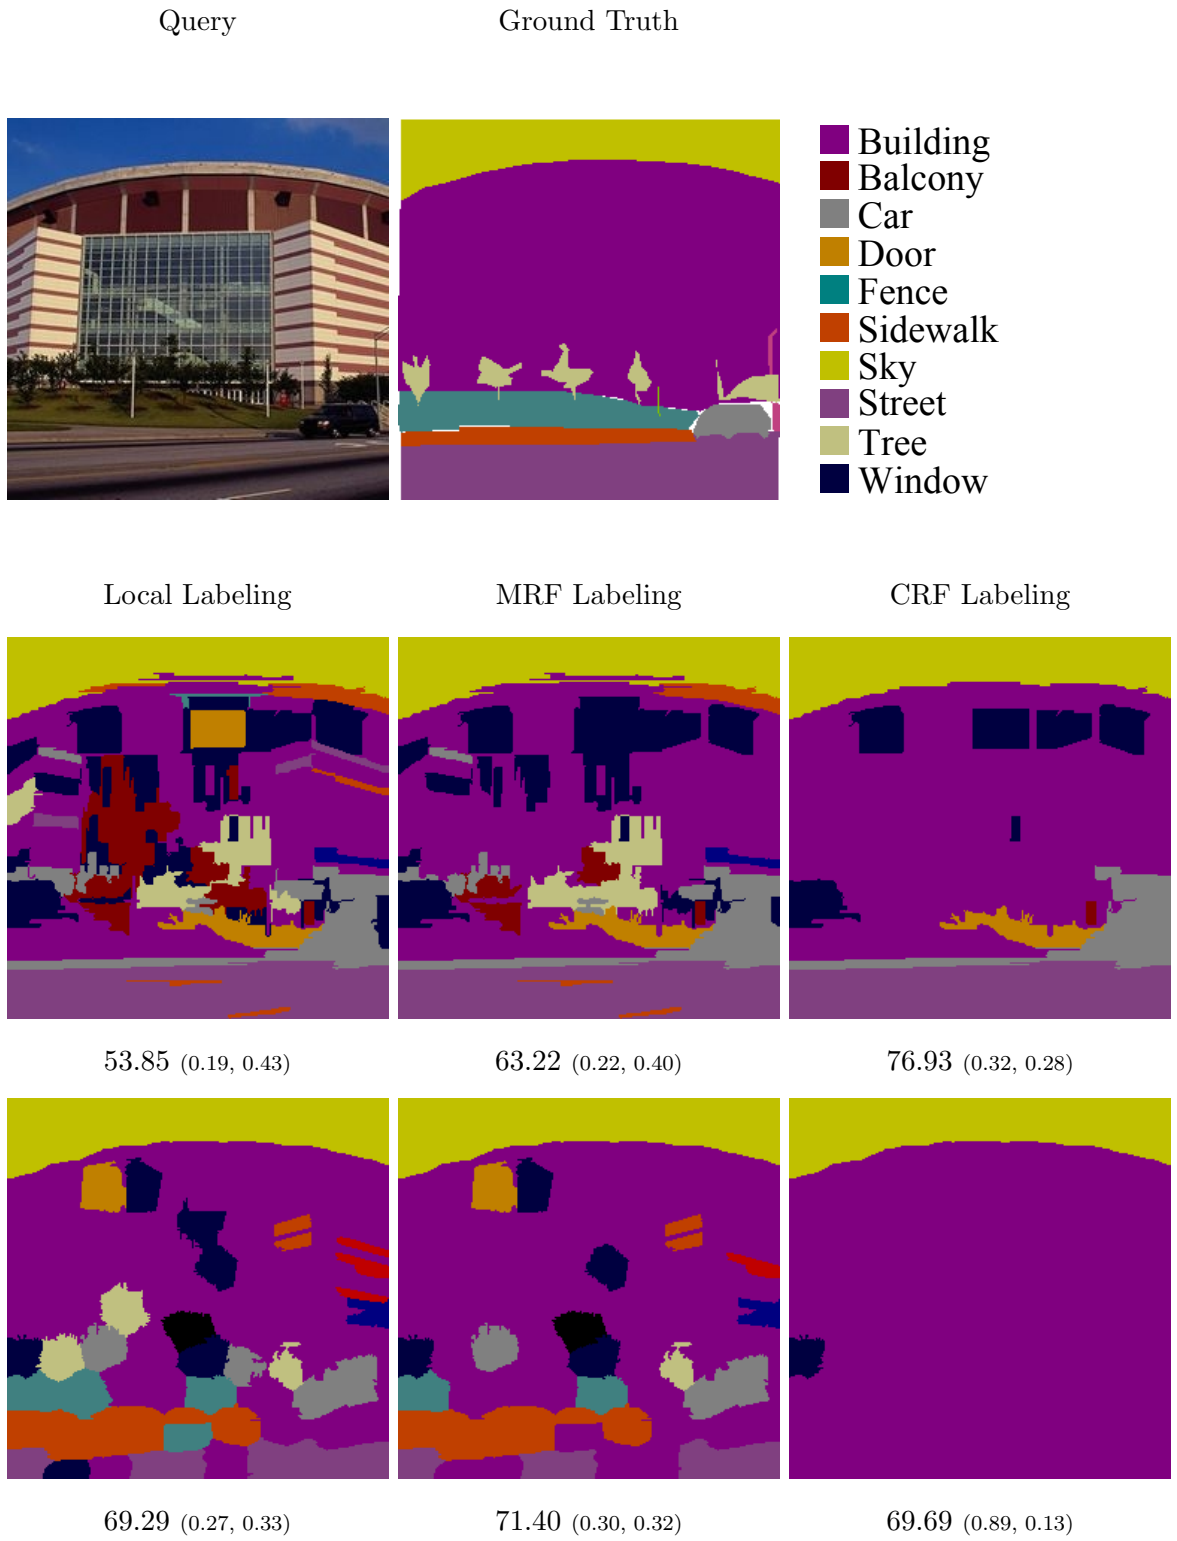 Query
Ground Truth
Building
Balcony
Car
Door
Fence
Sidewalk
Sky
Street
Tree
Window
Local Labeling
MRF Labeling
CRF Labeling
53.85 (0.19, 0.43)
63.22 (0.22, 0.40)
76.93 (0.32, 0.28)
69.29 (0.27, 0.33)
71.40 (0.30, 0.32)
69.69 (0.89, 0.13)